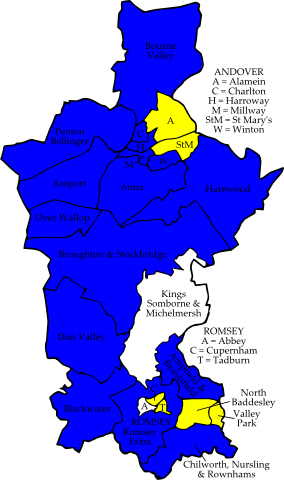 Bourne
Valley
ANDOVER
A = Alamein
C = Charlton
H = Harroway
M = Millway
StM = St Mary's
W = Winton
A
C
H
StM
Penton
Bellinger
M
W
Amport
Anna
Harewood
Over Wallop
Broughton & Stockbridge
Kings
Somborne &
Michelmersh
Dun Valley
ROMSEY
A = Abbey
C = Cupernham
T = Tadburn
Ampfield &
Braishfield
North
Baddesley
Valley
Park
Blackwater
A
C
T
ROMSEY
Romsey
Extra
Chilworth, Nursling
& Rownhams